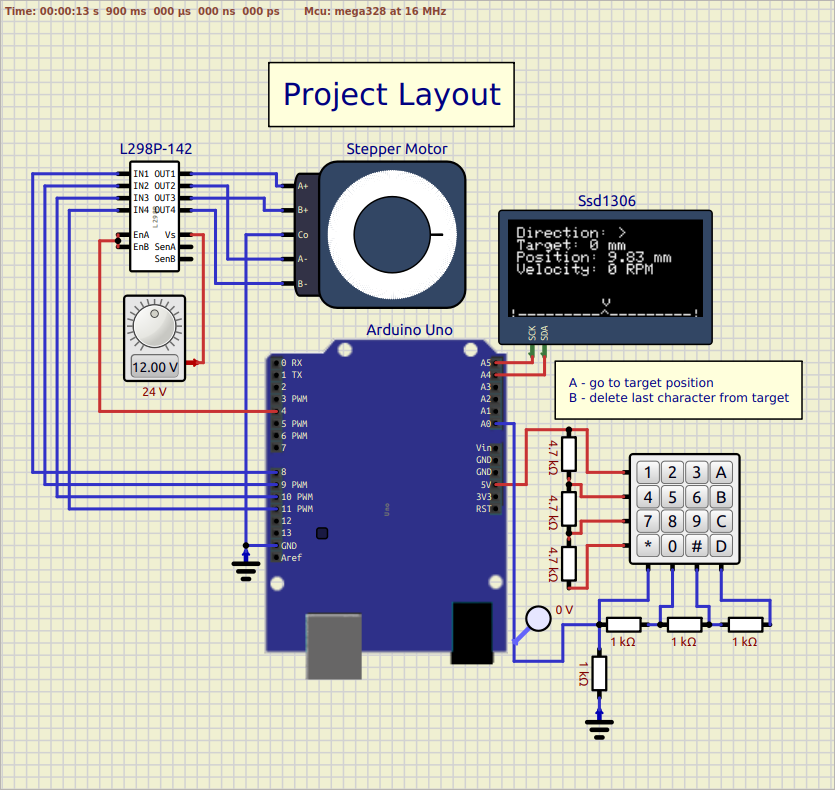 Time: 00:00:13 s 900 ms 000 µs 000 ns 000 ps Mcu: mega328 at 16 MHz
Project Layout
L298P-142
Stepper Motor
IN1 OUT1
IN2 OUT2
IN3 OUT3
IN4 OUT4
EnA Vs
EnB SenA
SenB
A+
B+
Co
A-
B-
Ssd1306
Direction: >
Target: 0 mm
Position: 9.83 mm
Velocity: 0 RPM
SCK
SDA
12.00 V
24 V
Arduino Uno
0 RX
1 TX
2
3 PWM
4
5 PWM
6 PWM
7
8
9 PWM
10 PWM
11 PWM
12
13
GND
Aref
Uno
A5
A4
A3
A2
A1
A0
Vin
GND
GND
5V
3V3
RST
A - go to target position
B - delete last character from target
4.7 kΩ
4.7 kΩ
4.7 kΩ
1 2 3 A
4 5 6 B
7 8 9 C
* 0 # D
0 V
1 kΩ
1 kΩ
1 kΩ
1 kΩ